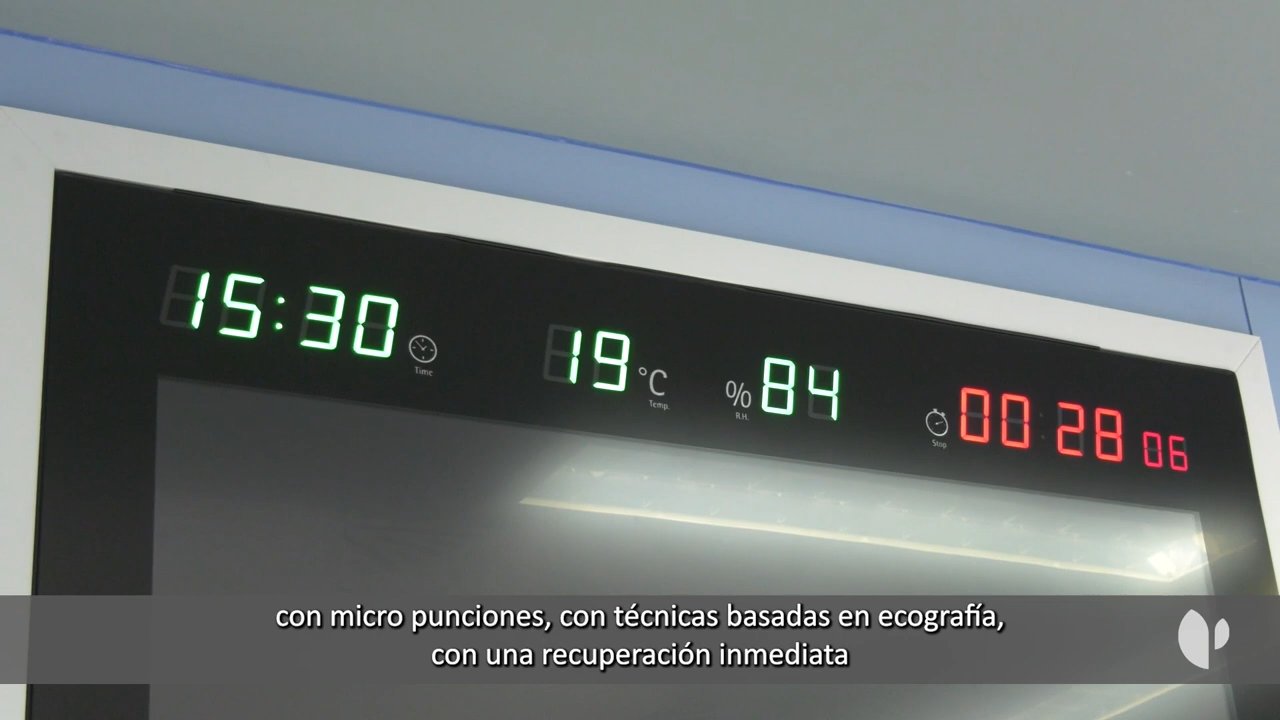 15:30
Time
19 °C
Temp.
% 84
R.H.
Stop
00:28 06
con micro punciones, con técnicas basadas en ecografía,
con una recuperación inmediata